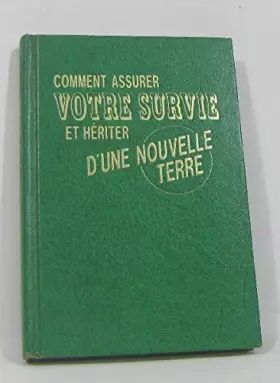 COMMENT ASSURER
VOTRE SURVIE
ET HÉRITER
D'UNE NOUVELLE
TERRE